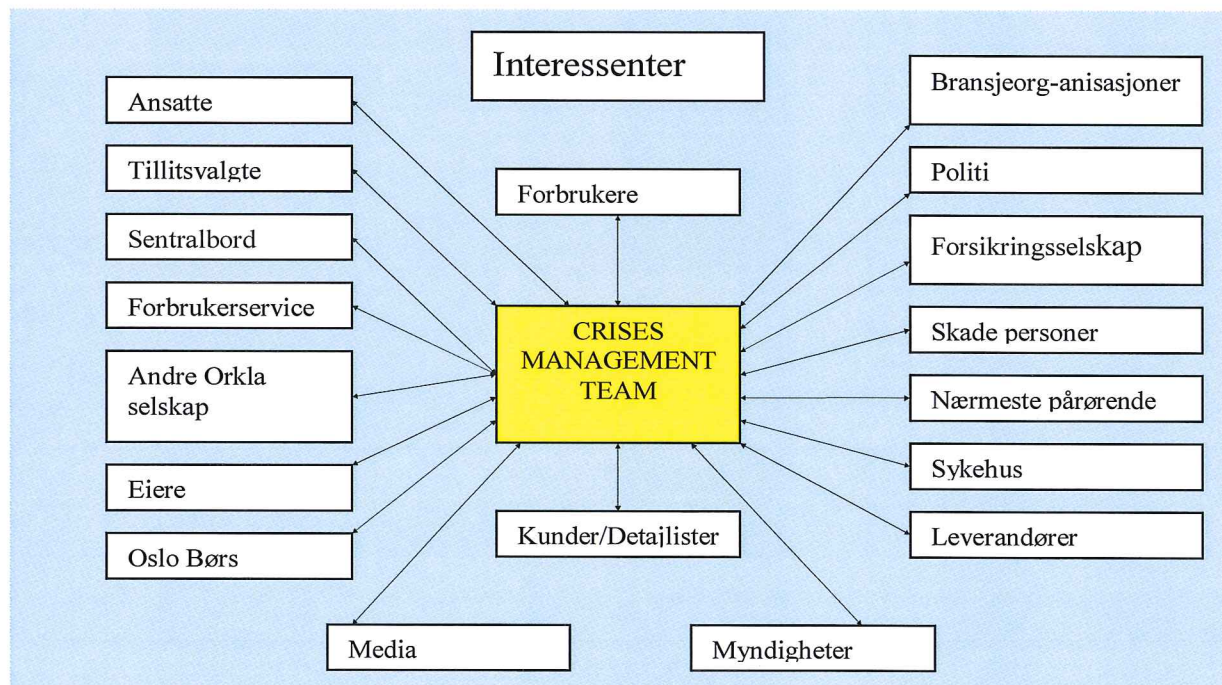 Interessenter
Ansatte
Tillitsvalgte
Sentralbord
Forbrukerservice
Andre Orkla
selskap
Eiere
Oslo Børs
Forbrukere
CRISES
MANAGEMENT
TEAM
Kunder/Detajlister
Media
Myndigheter
Bransjeorg-anisasjoner
Politi
Forsikringsselskap
Skade personer
Nærmeste pårørende
Sykehus
Leverandører